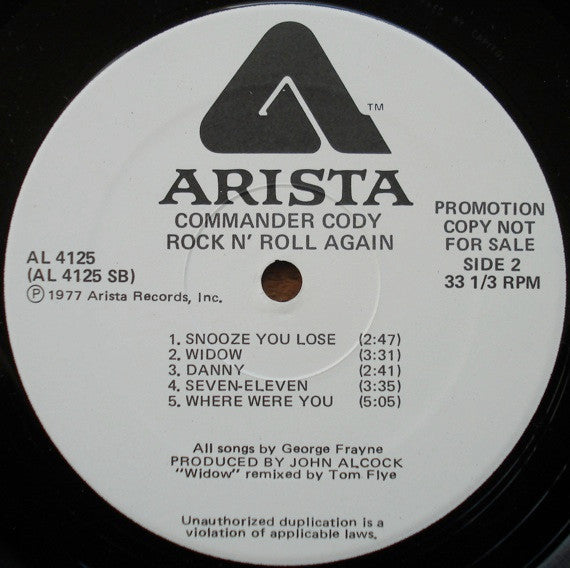 TM
ARISTA
COMMANDER CODY
ROCK N' ROLL AGAIN
AL 4125
(AL 4125 SB)
Ⓟ 1977 Arista Records, Inc.
PROMOTION
COPY NOT
FOR SALE
SIDE 2
33 1/3 RPM
1. SNOOZE YOU LOSE (2:47)
2. WIDOW (3:31)
3. DANNY (2:41)
4. SEVEN-ELEVEN (3:35)
5. WHERE WERE YOU (5:05)
All songs by George Frayne
PRODUCED BY JOHN ALCOCK
"Widow" remixed by Tom Flye
Unauthorized duplication is a
violation of applicable laws.